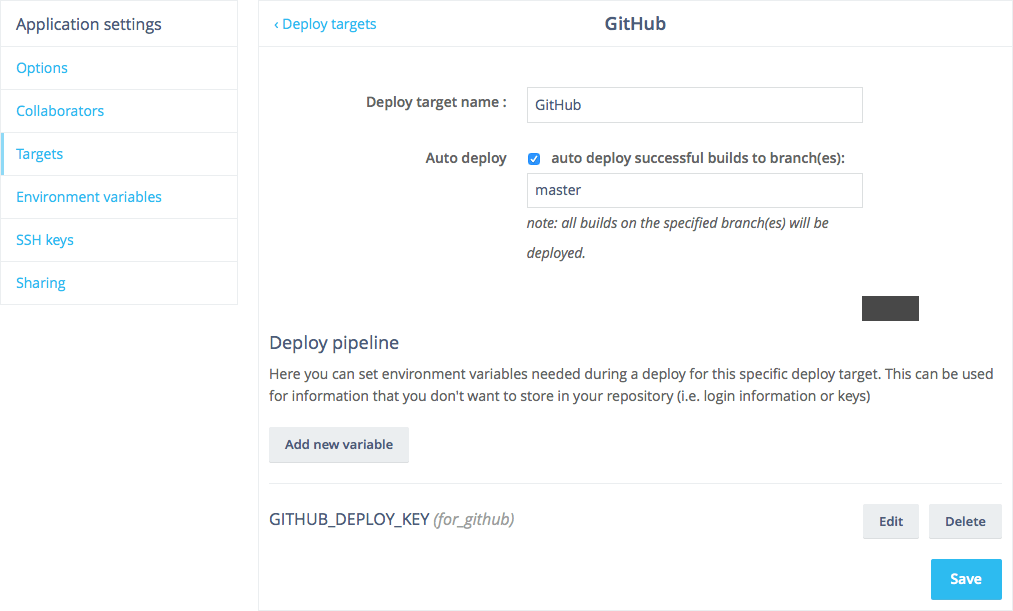 Application settings
Options
Collaborators
Targets
Environment variables
SSH keys
Sharing
‹ Deploy targets
GitHub
Deploy target name :
GitHub
Auto deploy
auto deploy successful builds to branch(es):
master
note: all builds on the specified branch(es) will be
deployed.
Deploy pipeline
Here you can set environment variables needed during a deploy for this specific deploy target. This can be used
for information that you don't want to store in your repository (i.e. login information or keys)
Add new variable
GITHUB_DEPLOY_KEY (for_github)
Edit
Delete
Save